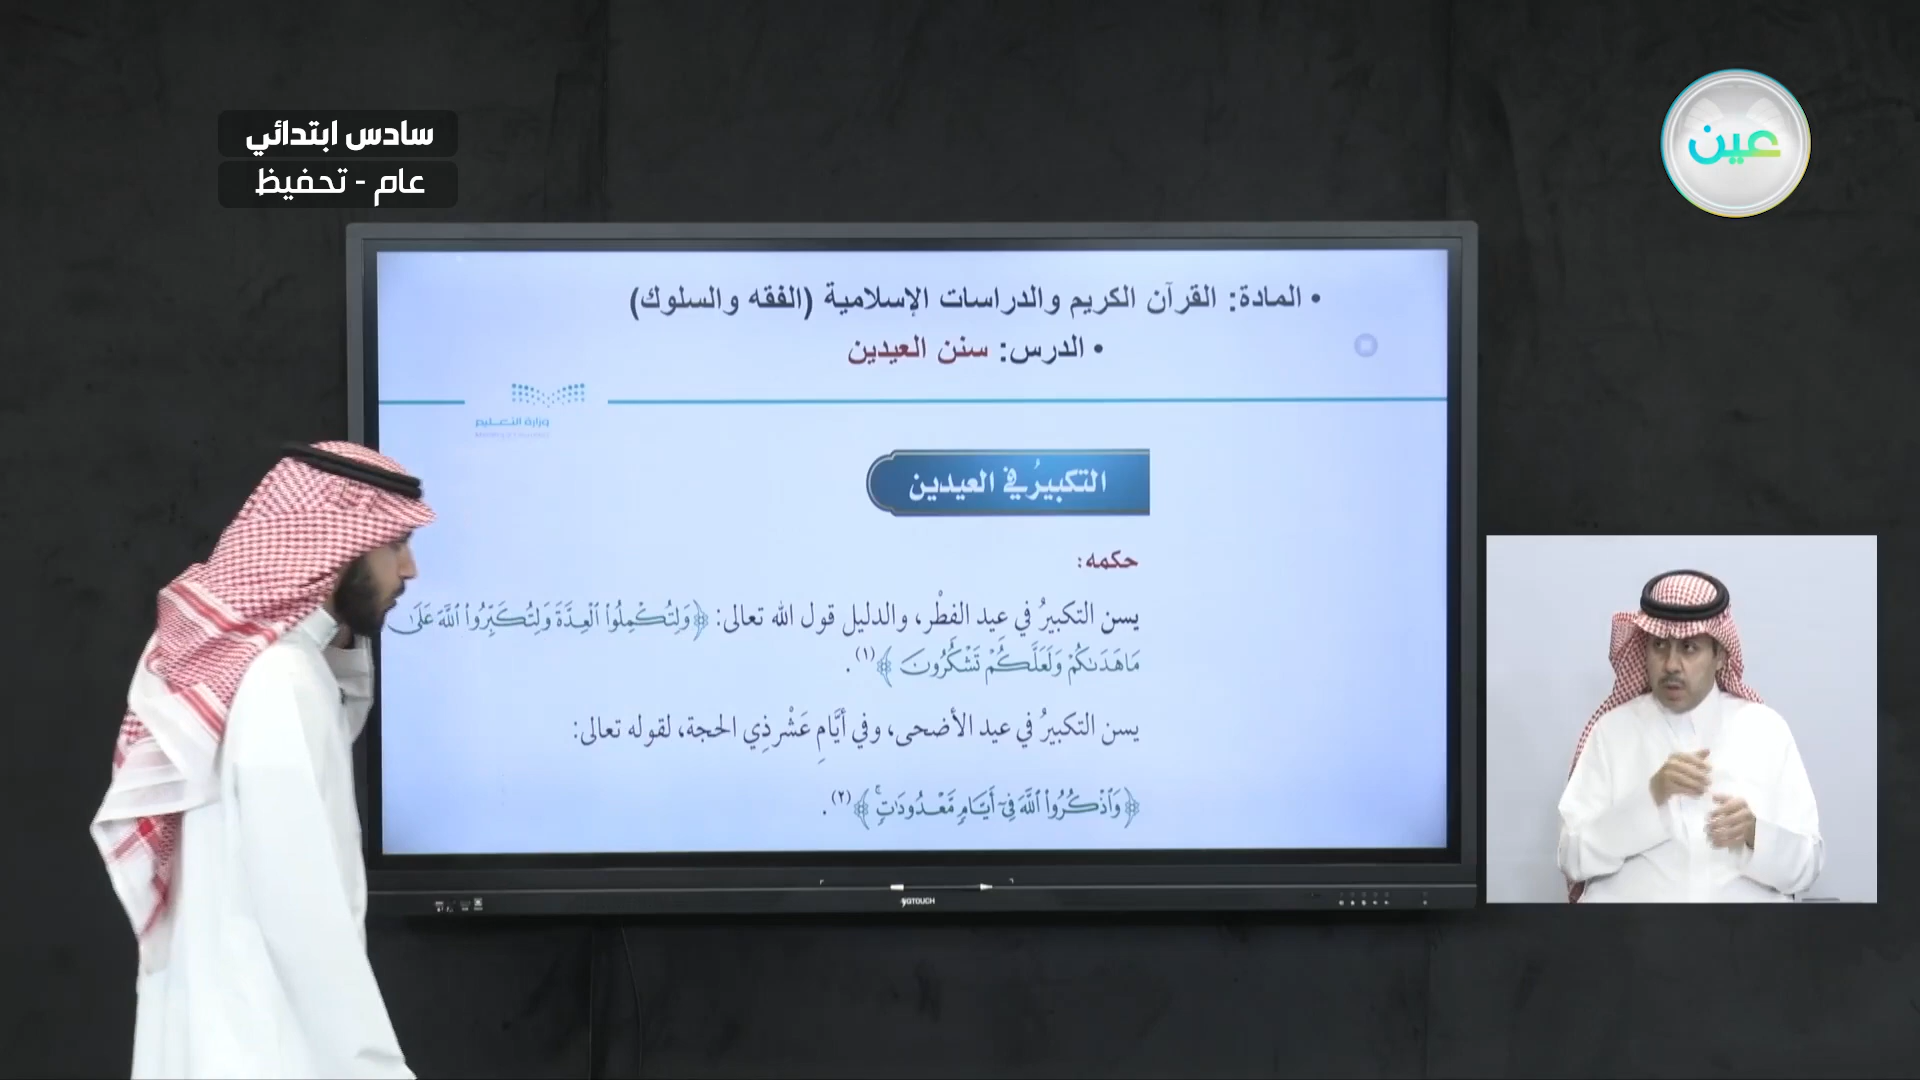 سادس ابتدائي
عام - تحفيظ
عين
• المادة: القرآن الكريم والدراسات الإسلامية (الفقه والسلوك)
• الدرس: سنن العيدين
وزارة التعليم
التكبيرُ في العيدين
حكمه:
يسن التكبيرُ في عيد الفطْر، والدليل قول الله تعالى: ﴿وَلِتُكْمِلُوا۟ ٱلْعِدَّةَ وَلِتُكَبِّرُوا۟ ٱللَّهَ عَلَىٰ
مَا هَدَىٰكُمْ وَلَعَلَّكُمْ تَشْكُرُونَ﴾(١).
يسن التكبيرُ في عيد الأضحى، وفي أيَّامِ عَشْر ذِي الحجة، لقوله تعالى:
﴿وَٱذْكُرُوا۟ ٱللَّهَ فِىٓ أَيَّامٍ مَّعْدُودَٰتٍ ۚ﴾(٢).